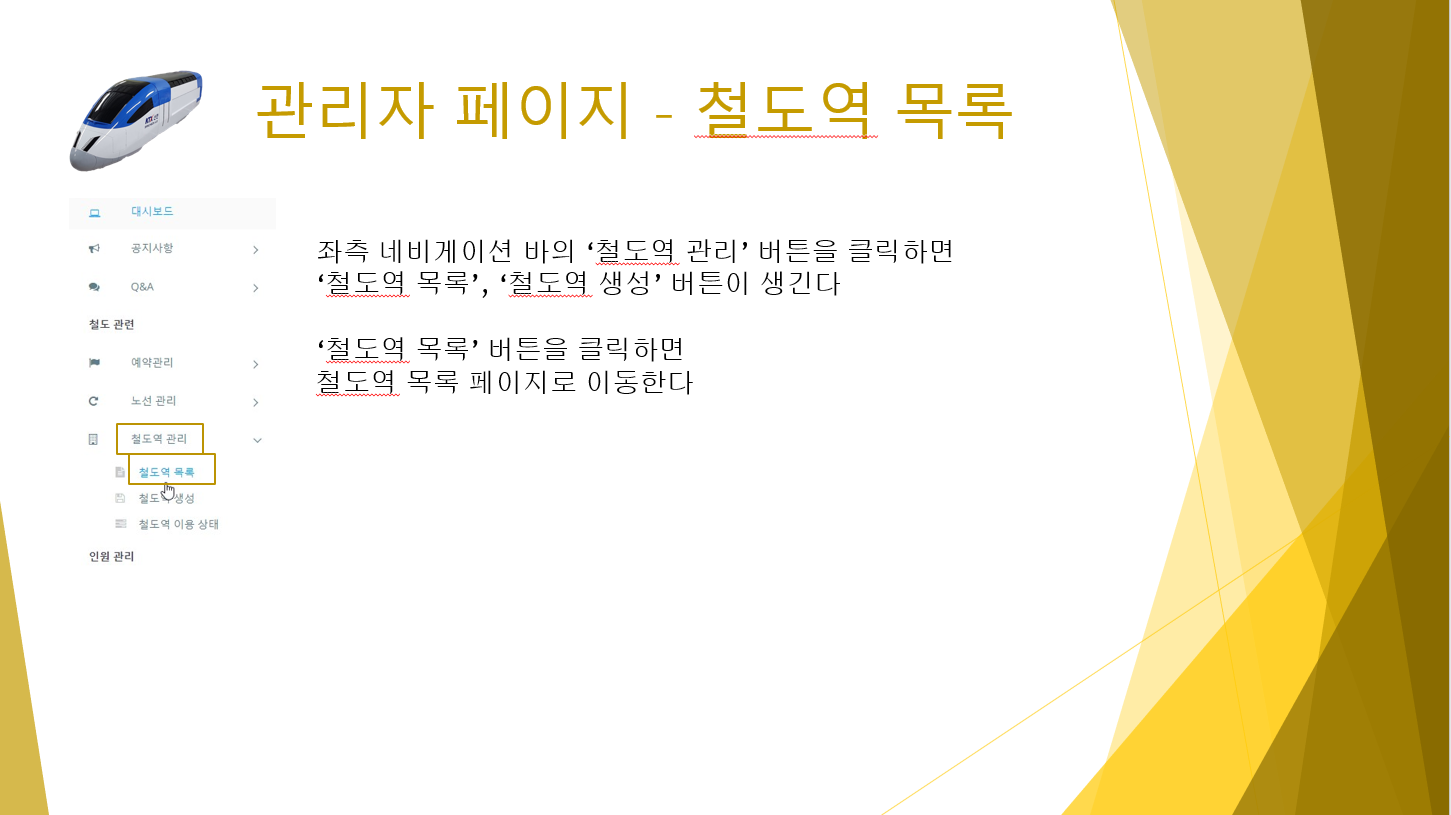 관리자 페이지 - 철도역 목록
대시보드
공지사항
Q&A
철도 관련
예약관리
노선 관리
철도역 관리
철도역 목록
철도역 생성
철도역 이용 상태
인원 관리
좌측 네비게이션 바의 ‘철도역 관리’ 버튼을 클릭하면
‘철도역 목록’, ‘철도역 생성’ 버튼이 생긴다
‘철도역 목록’ 버튼을 클릭하면
철도역 목록 페이지로 이동한다